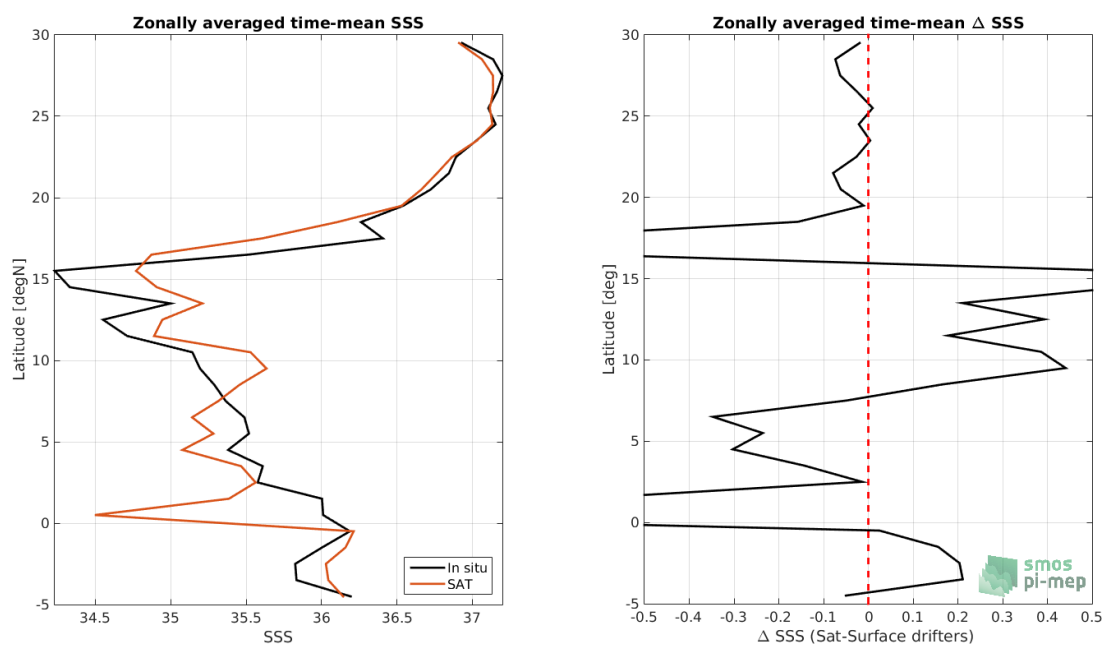 Zonally averaged time-mean SSS
30
25
20
15
10
5
0
-5
Latitude [degN]
34.5 35 35.5 36 36.5 37
SSS
In situ
SAT
Zonally averaged time-mean Δ SSS
30
25
20
15
10
5
0
-5
Latitude [deg]
-0.5 -0.4 -0.3 -0.2 -0.1 0 0.1 0.2 0.3 0.4 0.5
Δ SSS (Sat-Surface drifters)
smos
pi-mep